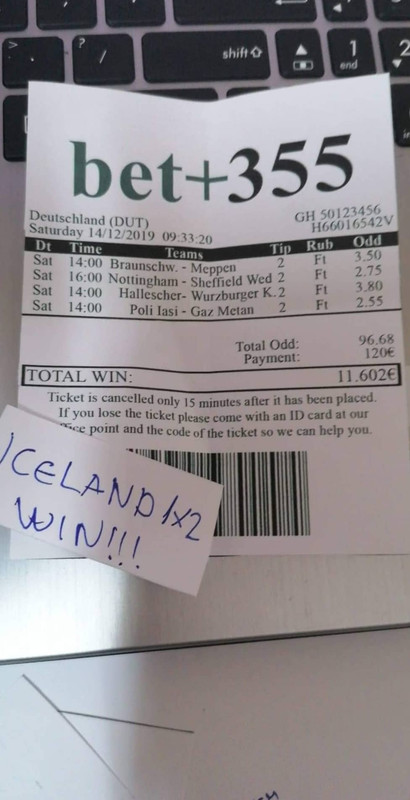 >
.
?
/
shift
1
end
2
bet+355
Deutschland (DUT) GH 50123456
Saturday 14/12/2019 09:33:20 H66016542V
Dt Time Teams Tip Rub Odd
Sat 14:00 Braunschw. - Meppen 2 Ft 3.50
Sat 16:00 Nottingham - Sheffield Wed 2 Ft 2.75
Sat 14:00 Hallescher- Wurzburger K. 2 Ft 3.80
Sat 14:00 Poli Iasi - Gaz Metan 2 Ft 2.55
Total Odd: 96.68
Payment: 120€
TOTAL WIN: 11.602€
Ticket is cancelled only 15 minutes after it has been placed.
If you lose the ticket please come with an ID card at our
point and the code of the ticket so we can help you.
ICELAND 1x2
WIN!!!